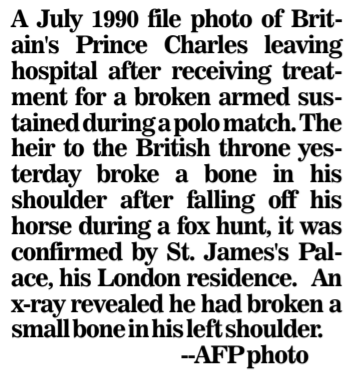 A July 1990 file photo of Brit-
ain's Prince Charles leaving
hospital after receiving treat-
ment for a broken armed sus-
tained during a polo match. The
heir to the British throne yes-
terday broke a bone in his
shoulder after falling off his
horse during a fox hunt, it was
confirmed by St. James's Pal-
ace, his London residence. An
x-ray revealed he had broken a
small bone in his left shoulder.
--AFP photo